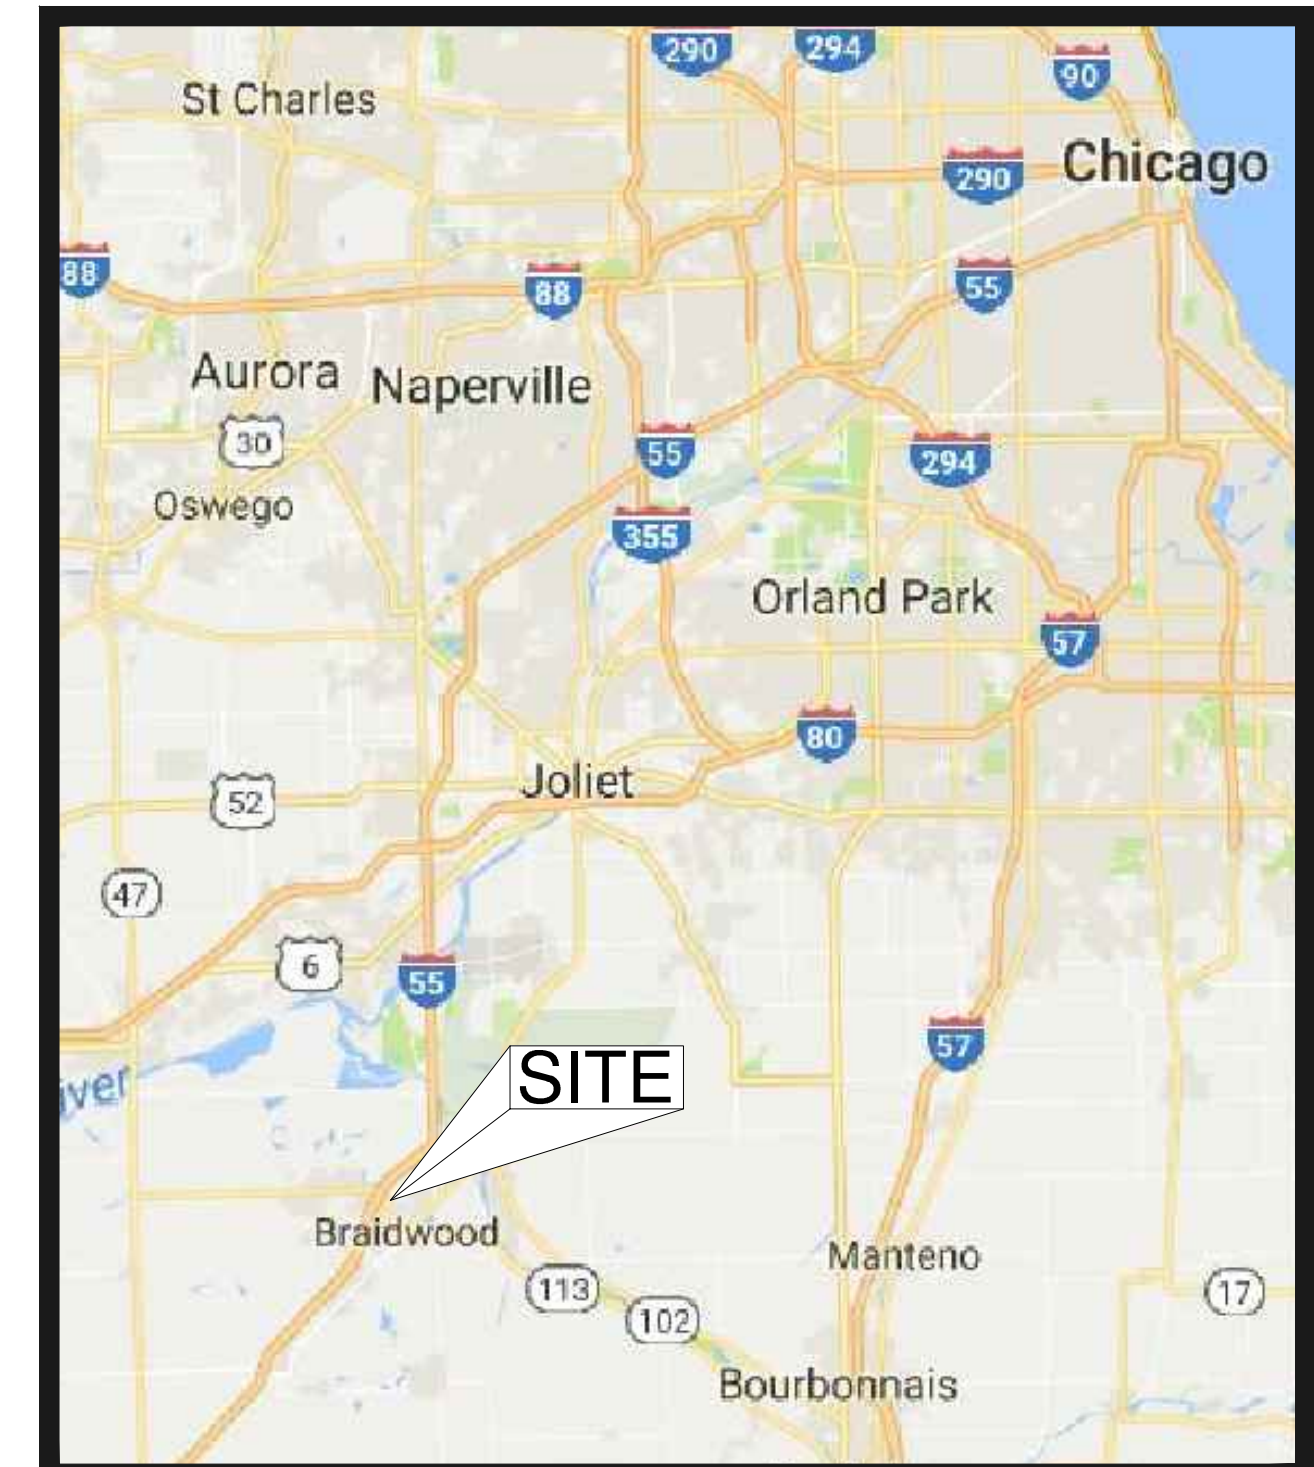 290
294
90
St Charles
Chicago
290
88
88
55
Aurora
Naperville
30
55
294
Oswego
355
Orland Park
57
80
Joliet
52
47
6
55
57
SITE
iver
Braidwood
Manteno
113
102
17
Bourbonnais